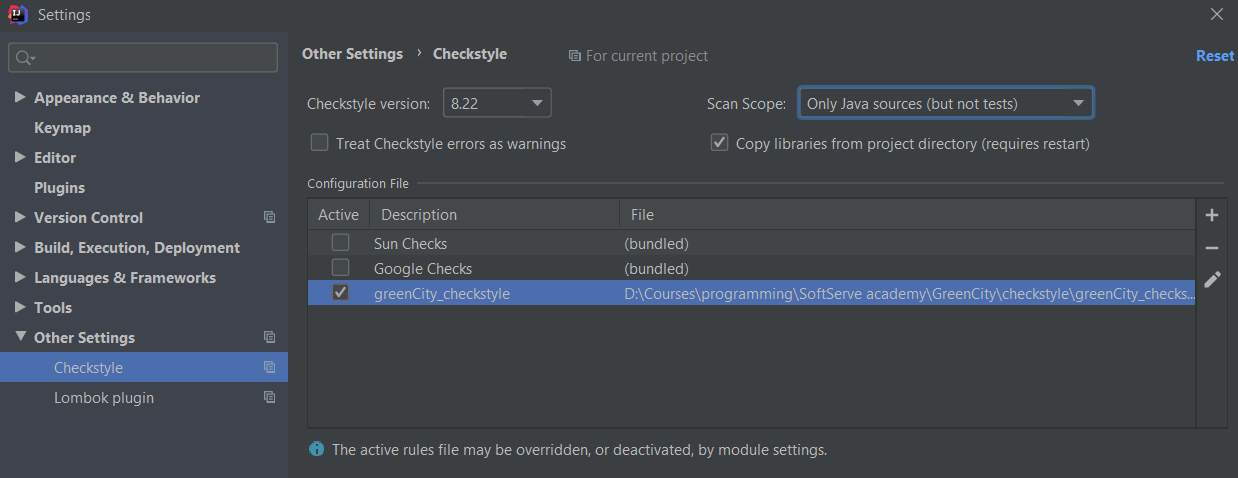 Settings
Other Settings › Checkstyle For current project Reset
Appearance & Behavior
Keymap
Editor
Plugins
Version Control
Build, Execution, Deployment
Languages & Frameworks
Tools
Other Settings
Checkstyle
Lombok plugin
Checkstyle version: 8.22 Scan Scope: Only Java sources (but not tests)
Treat Checkstyle errors as warnings Copy libraries from project directory (requires restart)
Configuration File
Active Description File
Sun Checks (bundled)
Google Checks (bundled)
greenCity_checkstyle D:\Courses\programming\SoftServe academy\GreenCity\checkstyle\greenCity_checks...
The active rules file may be overridden, or deactivated, by module settings.